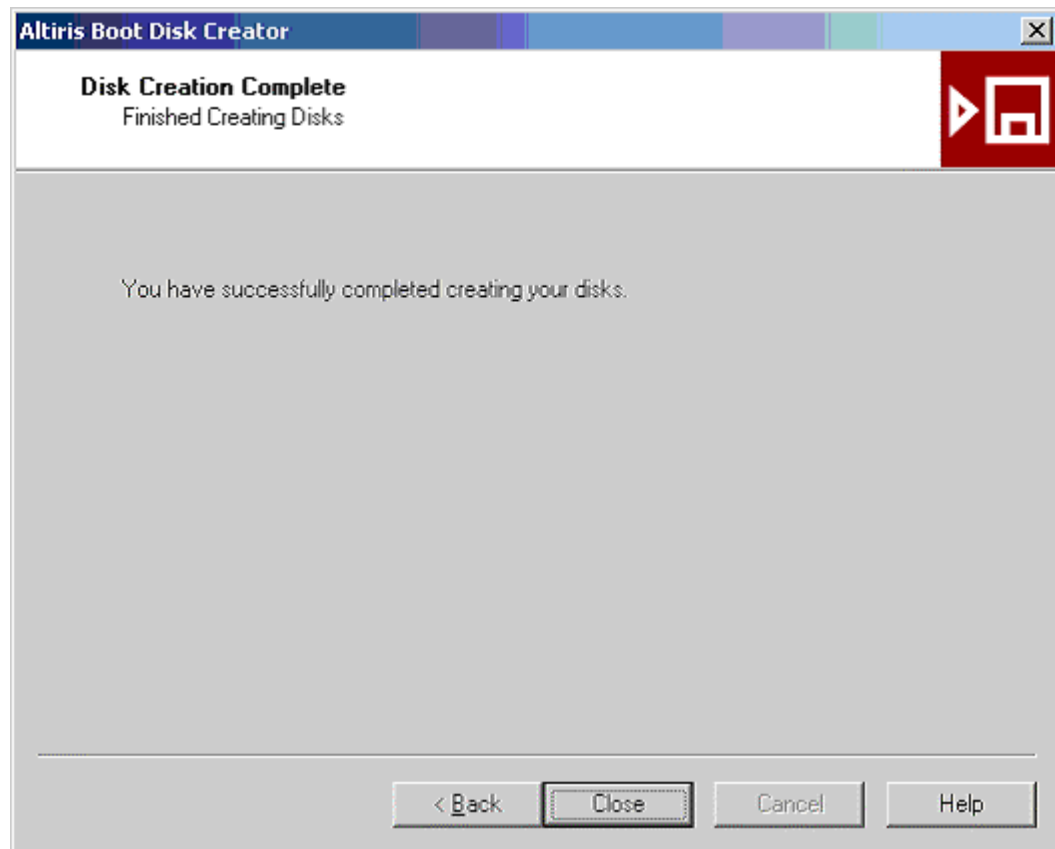 Altiris Boot Disk Creator
Disk Creation Complete
Finished Creating Disks
You have successfully completed creating your disks.
< Back Close Cancel Help